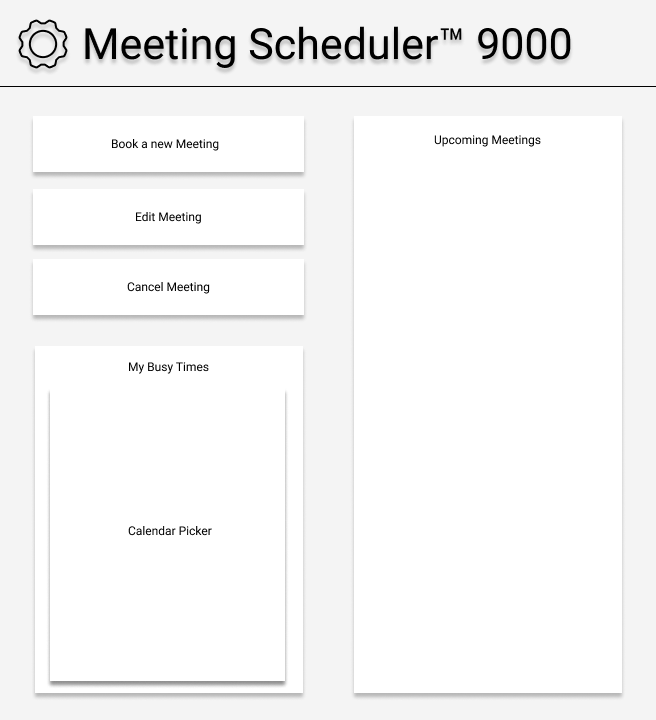 Meeting Scheduler™ 9000
Book a new Meeting
Edit Meeting
Cancel Meeting
My Busy Times
Calendar Picker
Upcoming Meetings